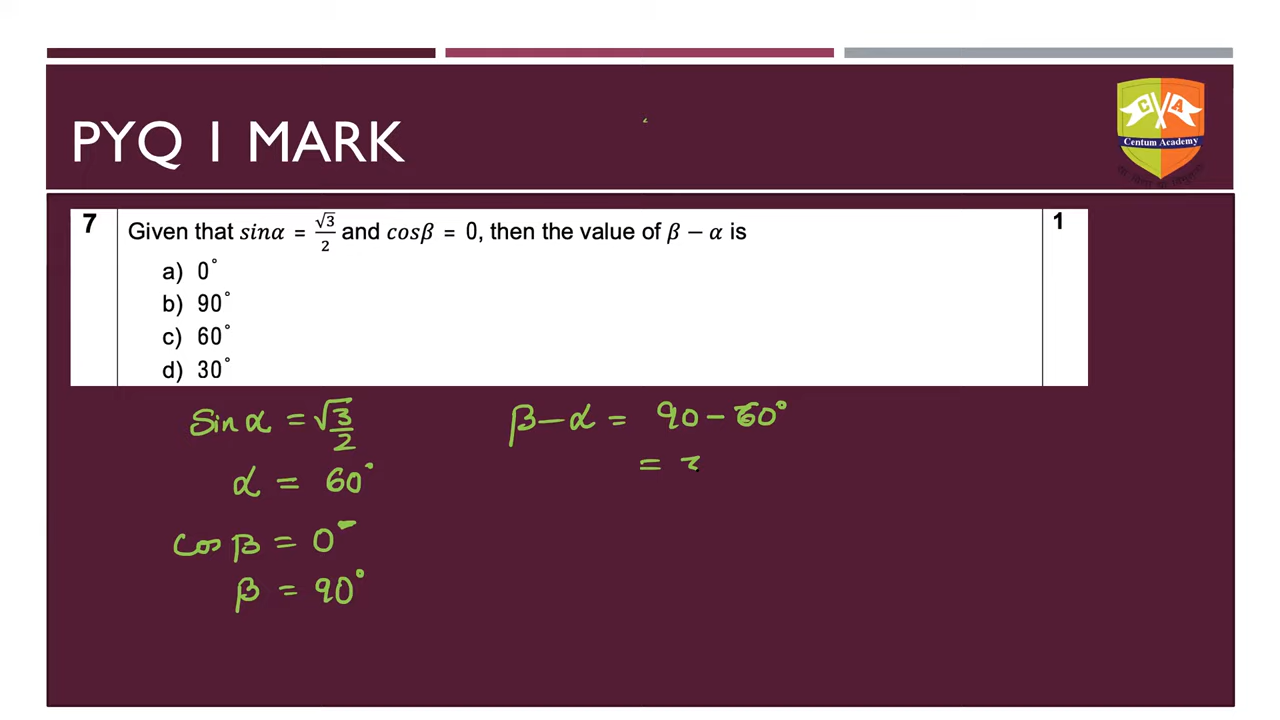 PYQ 1 MARK
C A
Centum Academy
7 Given that sinα = √3/2 and cosβ = 0, then the value of β − α is 1
a) 0°
b) 90°
c) 60°
d) 30°
Sin α = √3/2
α = 60°
Cos β = 0
β = 90°
β − α = 90 − 60°
= 3